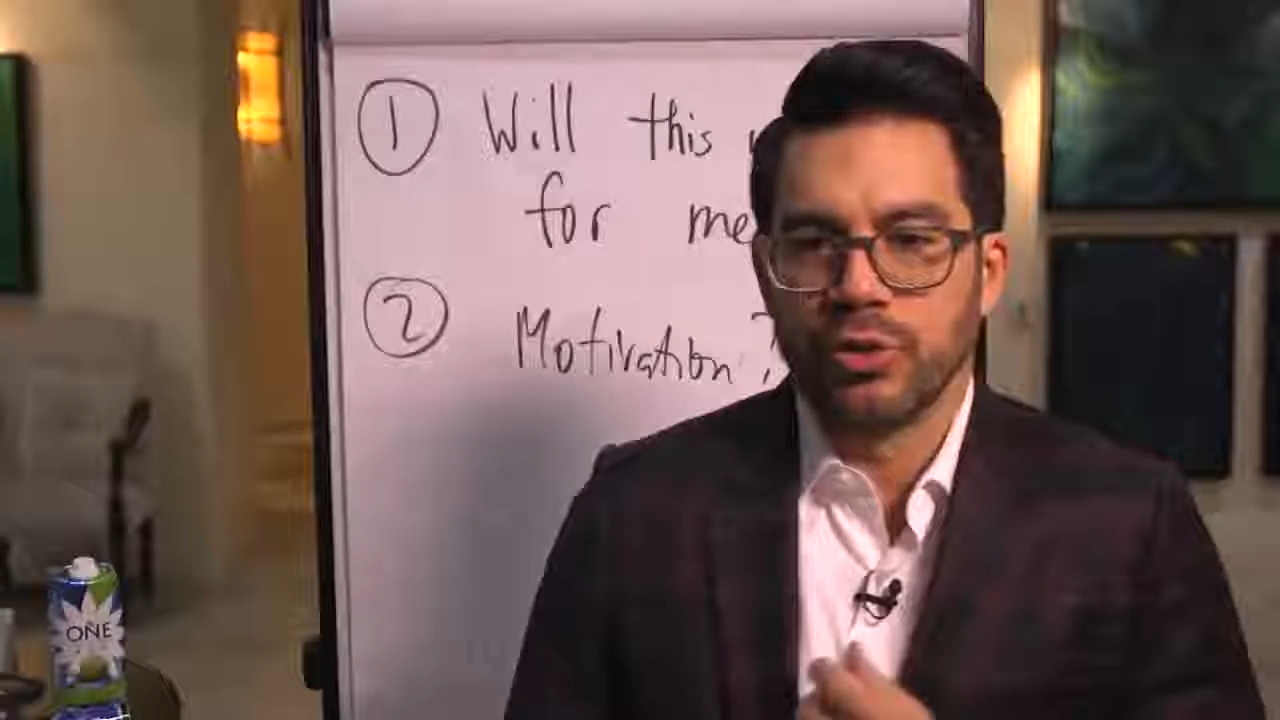 ① Will this
for me
② Motivation?
ONE